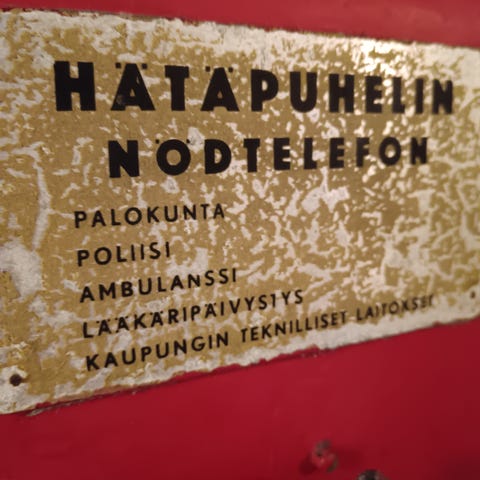 HÄTÄPUHELIN
NÖDTELEFON
PALOKUNTA
POLIISI
AMBULANSSI
LÄÄKÄRIPÄIVYSTYS
KAUPUNGIN TEKNILLISET LAITOKSET